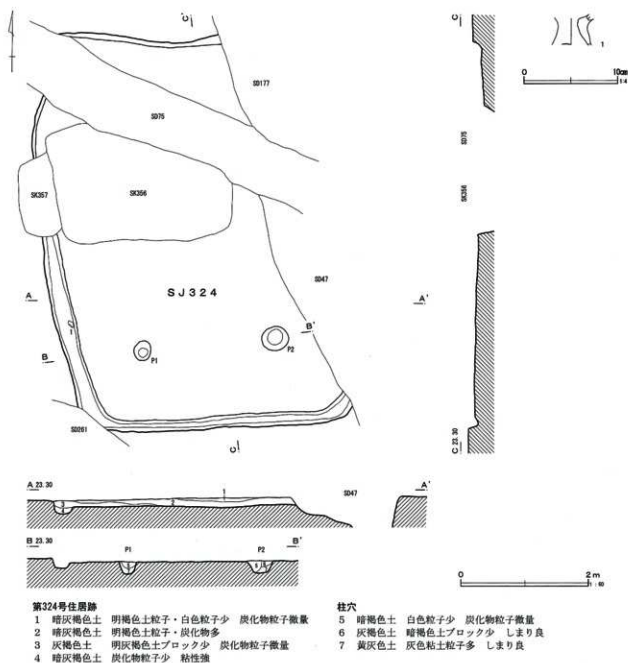 C
C
1
0 10cm
1:4
SD177
SD75
SD75
SK357
SK356
SK356
SJ324
SD47
A
A'
B
B'
P1
P2
SD261
C'
C 23.30
A 23.30
1
2
3
4
SD47
A'
B 23.30
P1
P2
B'
0 2m
1:60
第324号住居跡
1 暗灰褐色土 明褐色土粒子・白色粒子少 炭化物粒子微量
2 暗褐色土 明褐色土粒子・炭化物多
3 灰褐色土 明灰褐色土ブロック少 炭化物粒子微量
4 暗褐色土 炭化物粒子少 粘性強
柱穴
5 暗褐色土 白色粒子少 炭化物粒子微量
6 灰褐色土 暗褐色土ブロック少 しまり良
7 黄灰色土 灰色粘土粒子多 しまり良